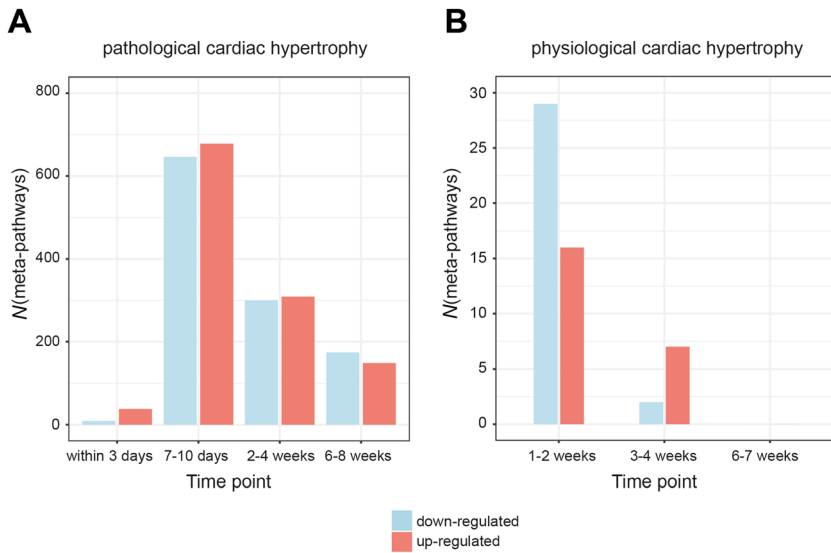 A
pathological cardiac hypertrophy
N(meta-pathways)
800
600
400
200
0
within 3 days 7-10 days 2-4 weeks 6-8 weeks
Time point
B
physiological cardiac hypertrophy
N(meta-pathways)
30
25
20
15
10
5
0
1-2 weeks 3-4 weeks 6-7 weeks
Time point
down-regulated
up-regulated